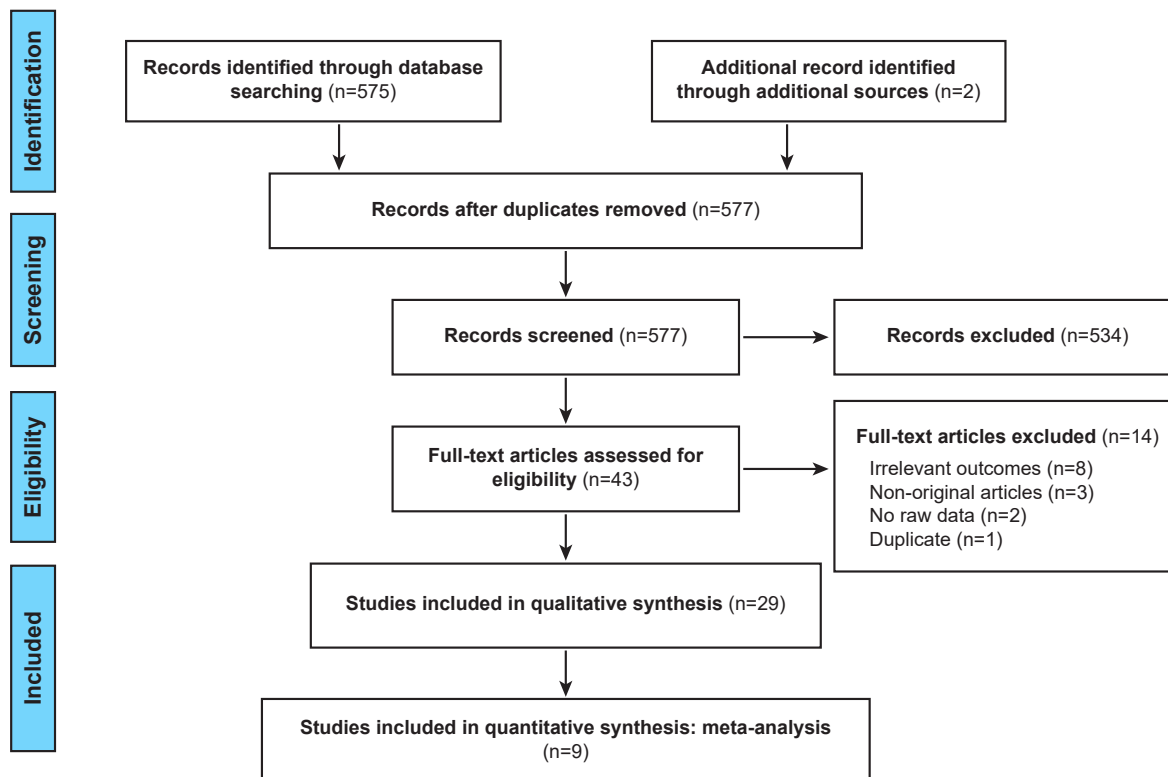 Identification
Records identified through database
searching (n=575)
Additional record identified
through additional sources (n=2)
Records after duplicates removed (n=577)
Screening
Records screened (n=577)
Records excluded (n=534)
Eligibility
Full-text articles assessed for
eligibility (n=43)
Full-text articles excluded (n=14)
Irrelevant outcomes (n=8)
Non-original articles (n=3)
No raw data (n=2)
Duplicate (n=1)
Included
Studies included in qualitative synthesis (n=29)
Studies included in quantitative synthesis: meta-analysis
(n=9)